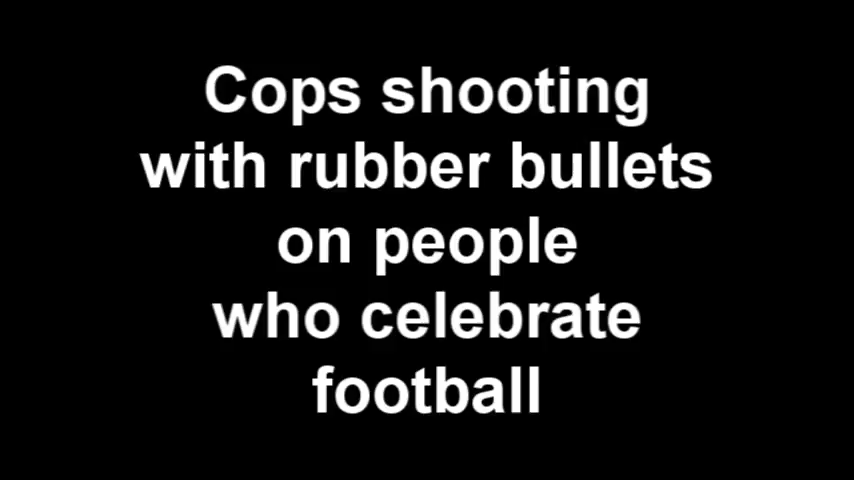 Cops shooting
with rubber bullets
on people
who celebrate
football